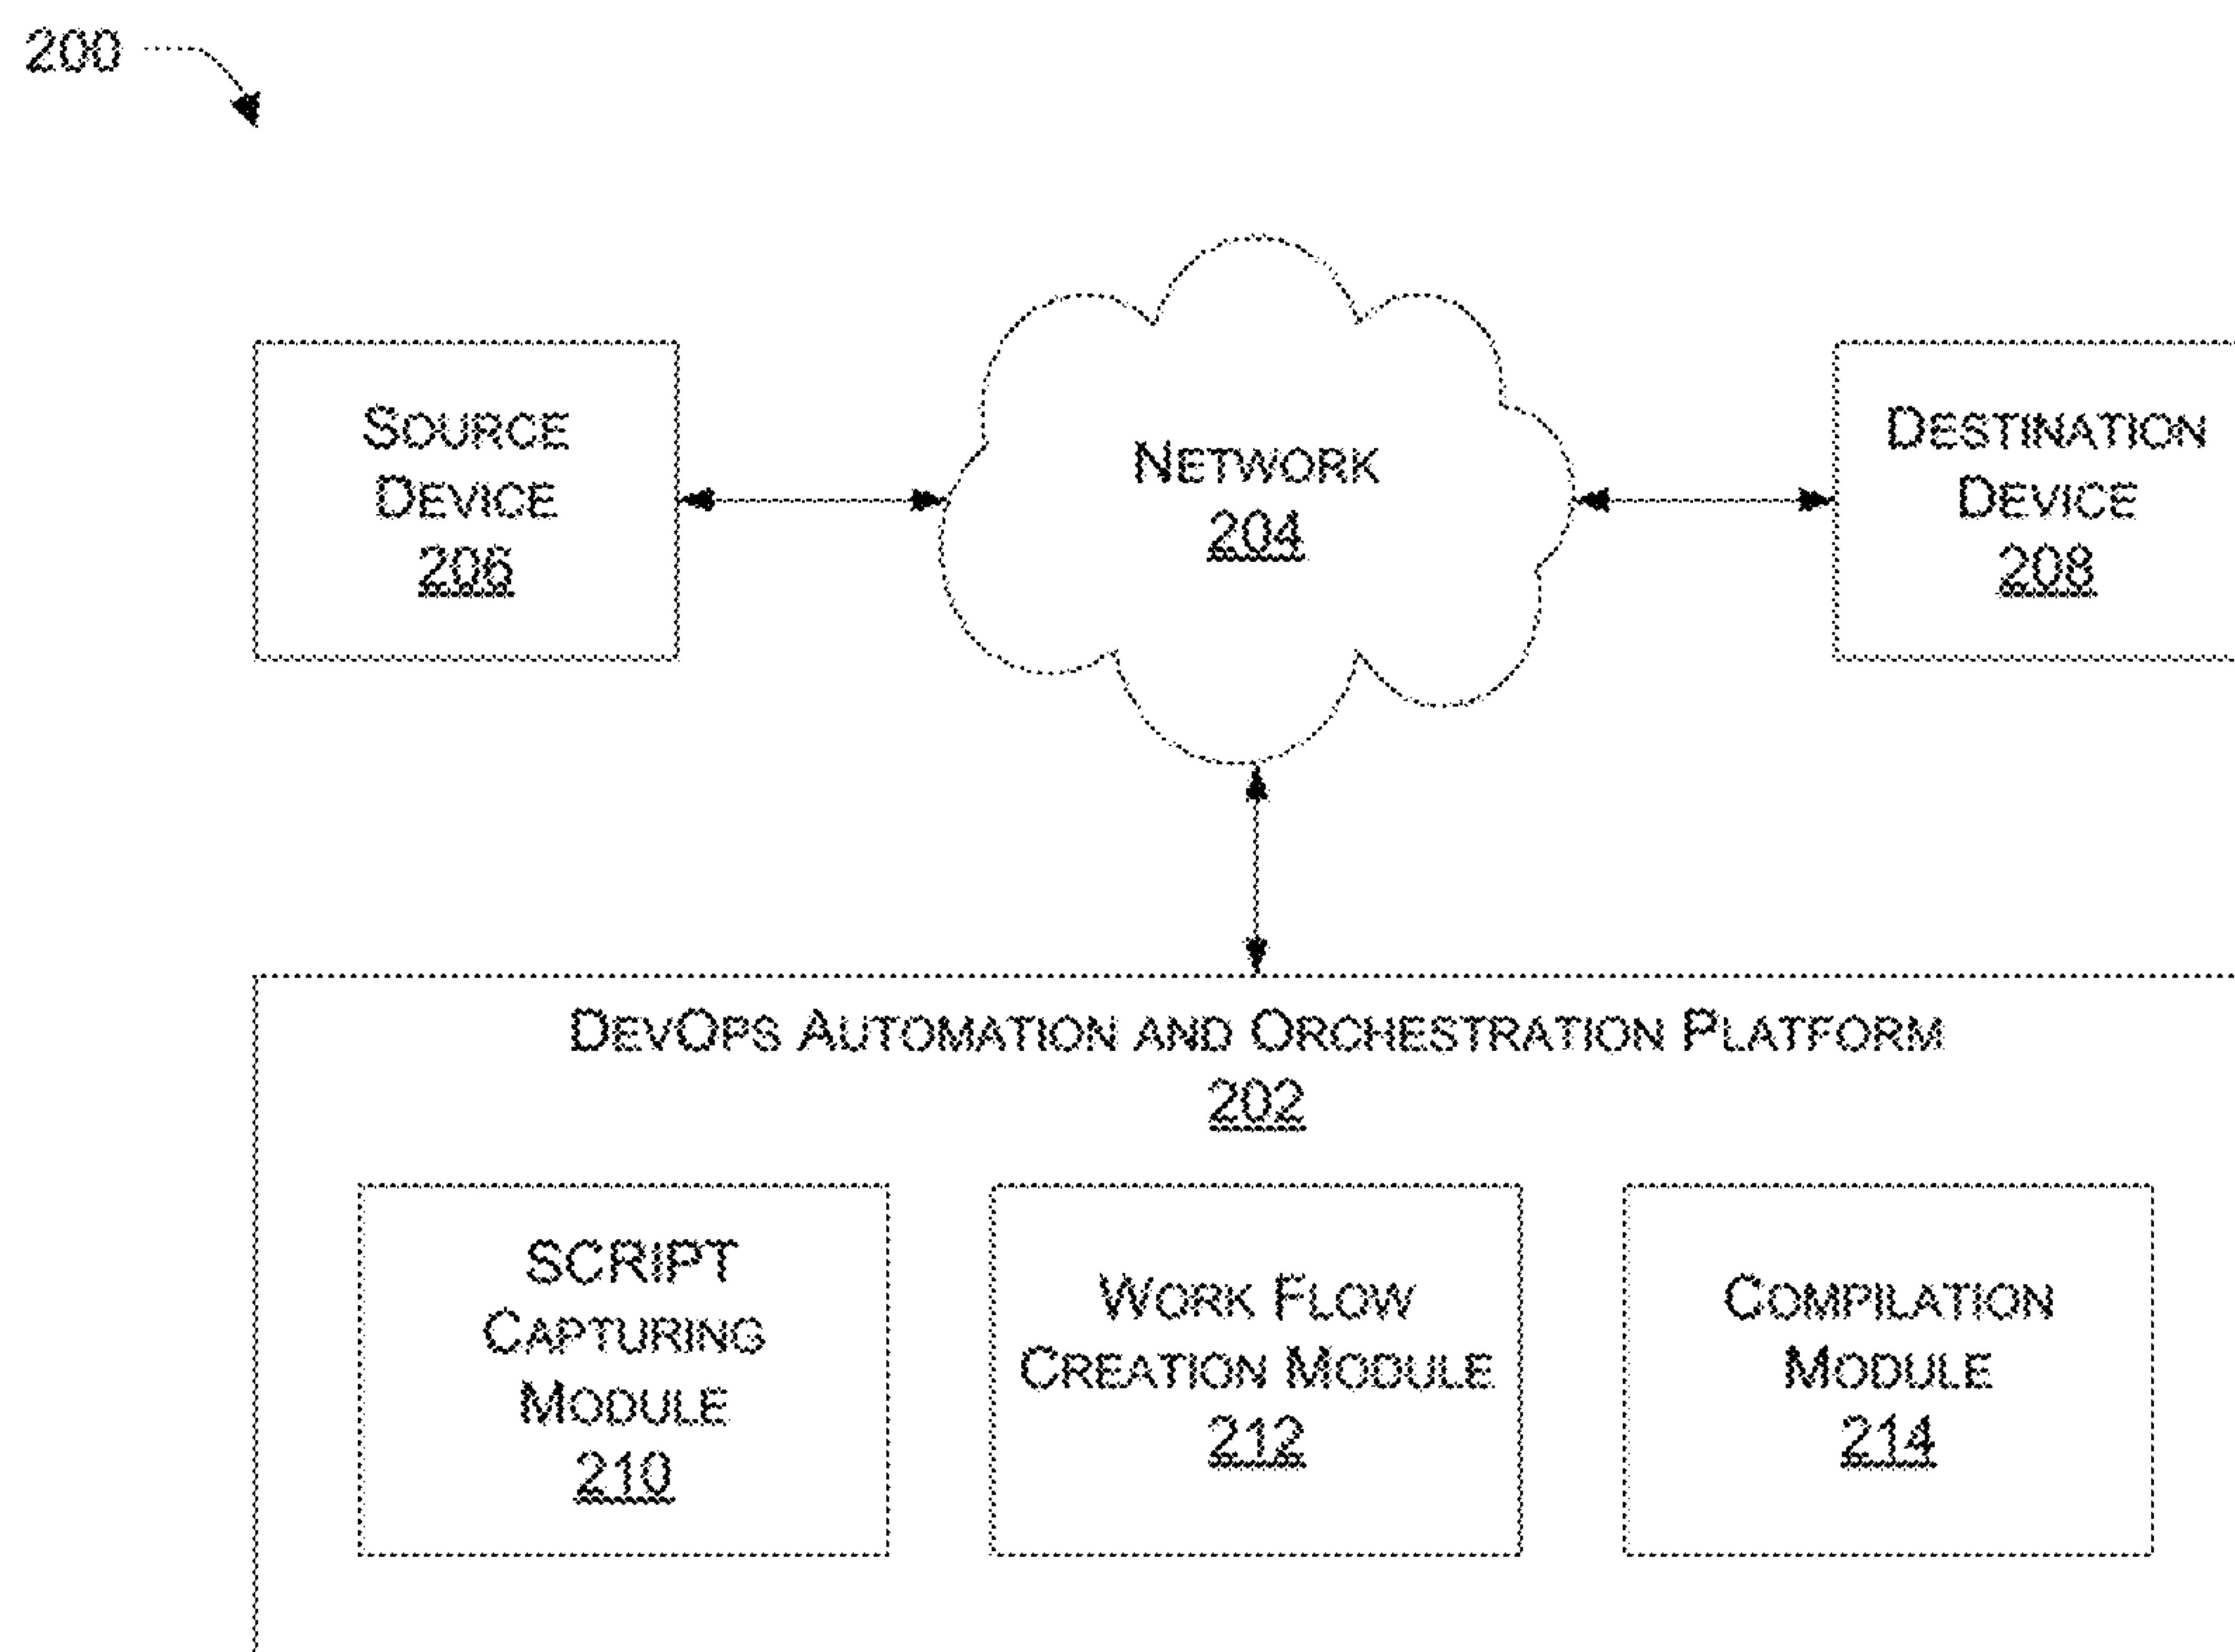 200
SOURCE
DEVICE
206
NETWORK
204
DESTINATION
DEVICE
208
DEVOPS AUTOMATION AND ORCHESTRATION PLATFORM
202
SCRIPT
CAPTURING
MODULE
210
WORK FLOW
CREATION MODULE
212
COMPILATION
MODULE
214